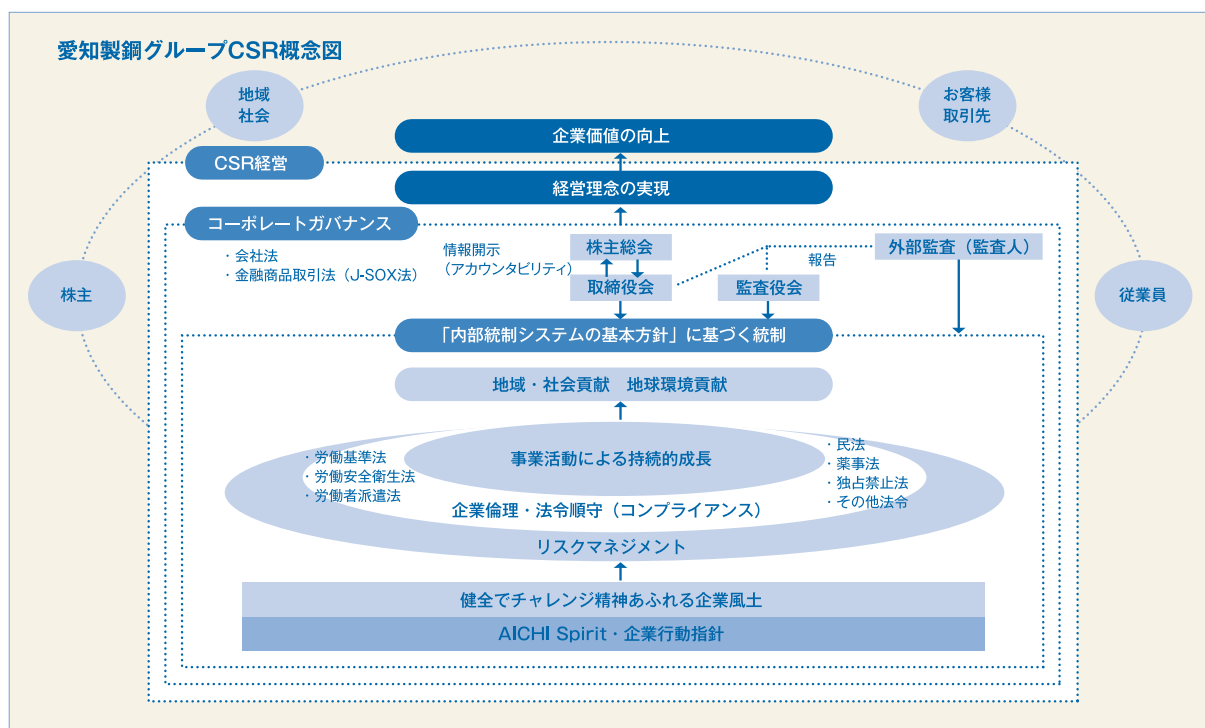 愛知製鋼グループCSR概念図
地域
社会
お客様
取引先
企業価値の向上
CSR経営
経営理念の実現
コーポレートガバナンス
・会社法
・金融商品取引法（J-SOX法）
情報開示
（アカウンタビリティ）
株主総会
取締役会
監査役会
報告
外部監査（監査人）
株主
従業員
「内部統制システムの基本方針」に基づく統制
地域・社会貢献　地球環境貢献
事業活動による持続的成長
・労働基準法
・労働安全衛生法
・労働者派遣法
・民法
・薬事法
・独占禁止法
・その他法令
企業倫理・法令順守（コンプライアンス）
リスクマネジメント
健全でチャレンジ精神あふれる企業風土
AICHI Spirit・企業行動指針